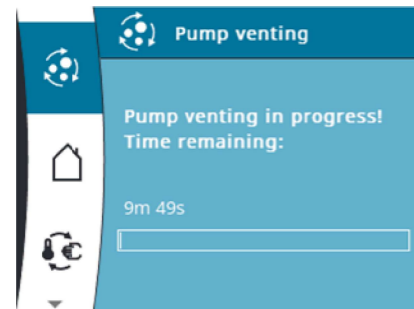 Pump venting
Pump venting in progress!
Time remaining:
9m 49s